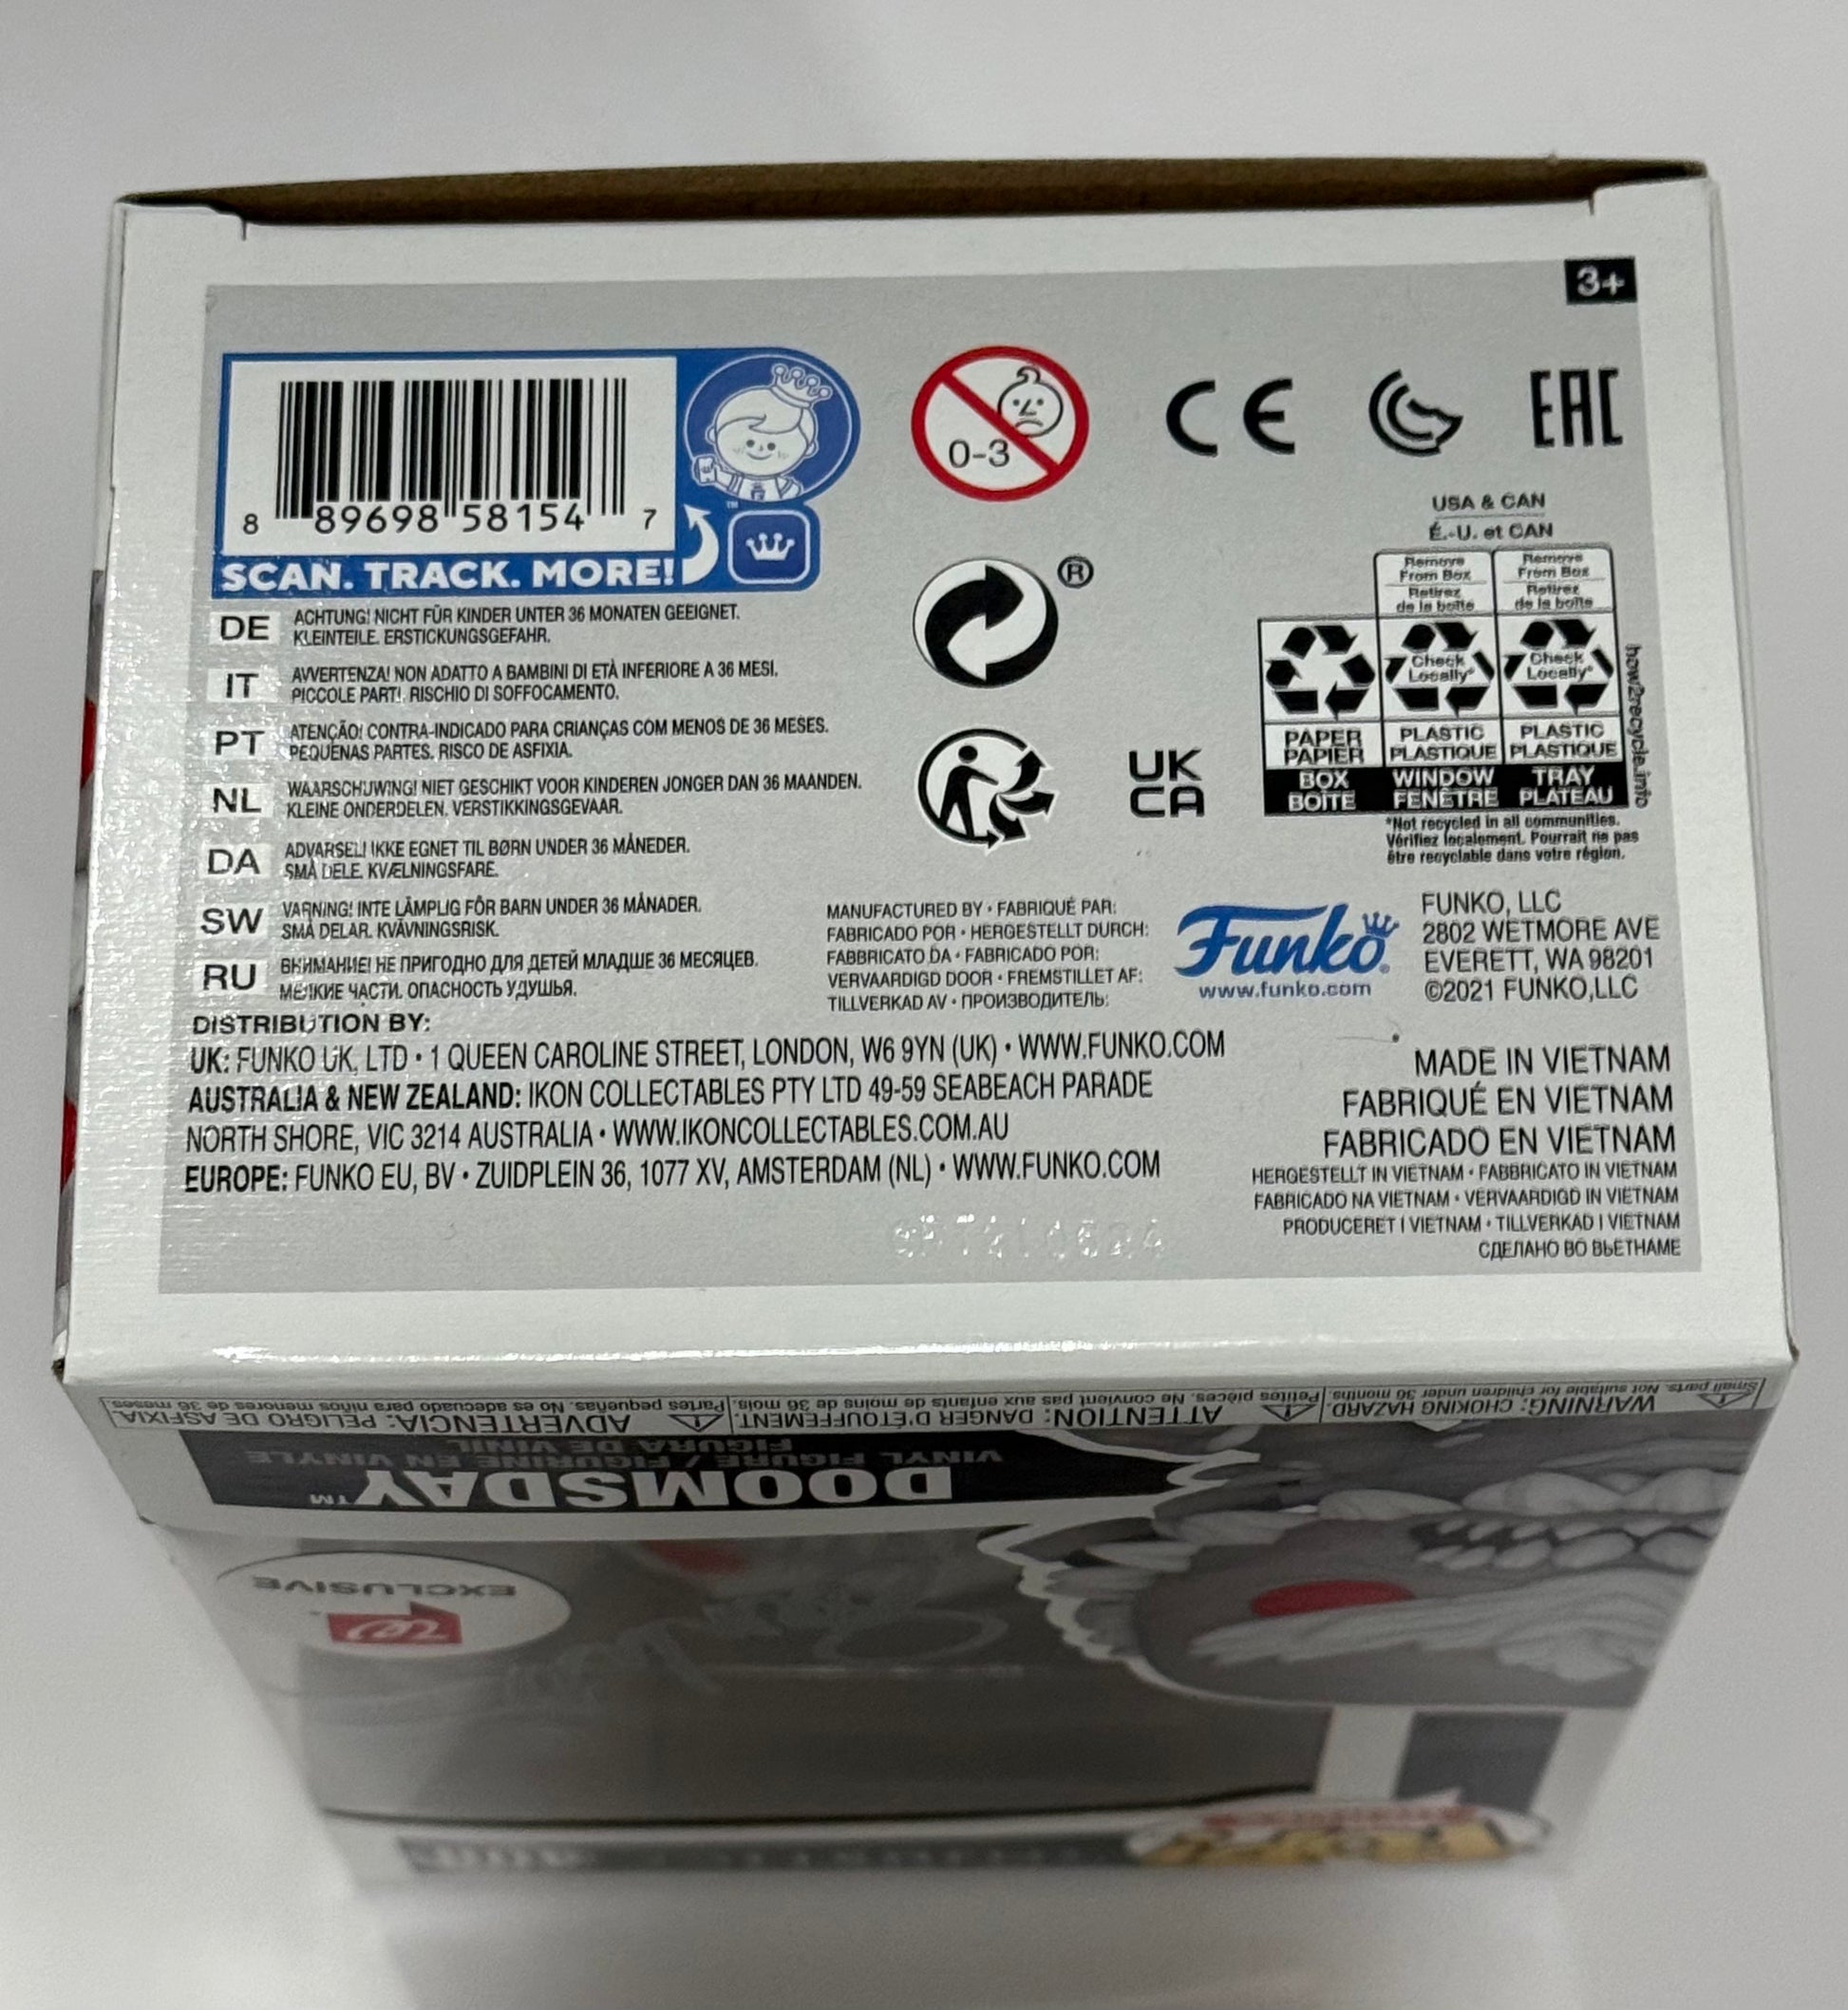 3+
8 89698 58154 7
SCAN. TRACK. MORE!
TM
0-3
CE
EAC
®
UK
CA
USA & CAN
É.-U. et CAN
Remove From Box
Retirez de la boîte
Remove From Box
Retirez de la boîte
Check Locally*
Check Locally*
PAPER
PAPIER
PLASTIC
PLASTIQUE
PLASTIC
PLASTIQUE
BOX
BOÎTE
WINDOW
FENÊTRE
TRAY
PLATEAU
how2recycle.info
*Not recycled in all communities.
Vérifiez localement. Pourrait ne pas
être recyclable dans votre région.
DE ACHTUNG! NICHT FÜR KINDER UNTER 36 MONATEN GEEIGNET.
KLEINTEILE. ERSTICKUNGSGEFAHR.
IT AVVERTENZA! NON ADATTO A BAMBINI DI ETÀ INFERIORE A 36 MESI.
PICCOLE PARTI. RISCHIO DI SOFFOCAMENTO.
PT ATENÇÃO! CONTRA-INDICADO PARA CRIANÇAS COM MENOS DE 36 MESES.
PEQUENAS PARTES. RISCO DE ASFIXIA.
NL WAARSCHUWING! NIET GESCHIKT VOOR KINDEREN JONGER DAN 36 MAANDEN.
KLEINE ONDERDELEN. VERSTIKKINGSGEVAAR.
DA ADVARSEL! IKKE EGNET TIL BØRN UNDER 36 MÅNEDER.
SMÅ DELE. KVÆLNINGSFARE.
SW VARNING! INTE LÄMPLIG FÖR BARN UNDER 36 MÅNADER.
SMÅ DELAR. KVÄVNINGSRISK.
RU ВНИМАНИЕ! НЕ ПРИГОДНО ДЛЯ ДЕТЕЙ МЛАДШЕ 36 МЕСЯЦЕВ.
МЕЛКИЕ ЧАСТИ. ОПАСНОСТЬ УДУШЬЯ.
MANUFACTURED BY • FABRIQUÉ PAR:
FABRICADO POR • HERGESTELLT DURCH:
FABBRICATO DA • FABRICADO POR:
VERVAARDIGD DOOR • FREMSTILLET AF:
TILLVERKAD AV • ПРОИЗВОДИТЕЛЬ:
Funko®
www.funko.com
FUNKO, LLC
2802 WETMORE AVE
EVERETT, WA 98201
©2021 FUNKO,LLC
DISTRIBUTION BY:
UK: FUNKO UK, LTD • 1 QUEEN CAROLINE STREET, LONDON, W6 9YN (UK) • WWW.FUNKO.COM
AUSTRALIA & NEW ZEALAND: IKON COLLECTABLES PTY LTD 49-59 SEABEACH PARADE
NORTH SHORE, VIC 3214 AUSTRALIA • WWW.IKONCOLLECTABLES.COM.AU
EUROPE: FUNKO EU, BV • ZUIDPLEIN 36, 1077 XV, AMSTERDAM (NL) • WWW.FUNKO.COM
MADE IN VIETNAM
FABRIQUÉ EN VIETNAM
FABRICADO EN VIETNAM
HERGESTELLT IN VIETNAM • FABBRICATO IN VIETNAM
FABRICADO NA VIETNAM • VERVAARDIGD IN VIETNAM
PRODUCERET I VIETNAM • TILLVERKAD I VIETNAM
СДЕЛАНО ВО ВЬЕТНАМЕ
WARNING: CHOKING HAZARD. Small parts. Not suitable for children under 36 months.
ATTENTION: DANGER D'ÉTOUFFEMENT. Petites pièces. Ne convient pas aux enfants de moins de 36 mois.
ADVERTENCIA: PELIGRO DE ASFIXIA. Partes pequeñas. No es adecuado para niños menores de 36 meses.
DOOMSDAY™
VINYL FIGURE / FIGURINE EN VINYLE
FIGURA DE VINIL
EXCLUSIVE